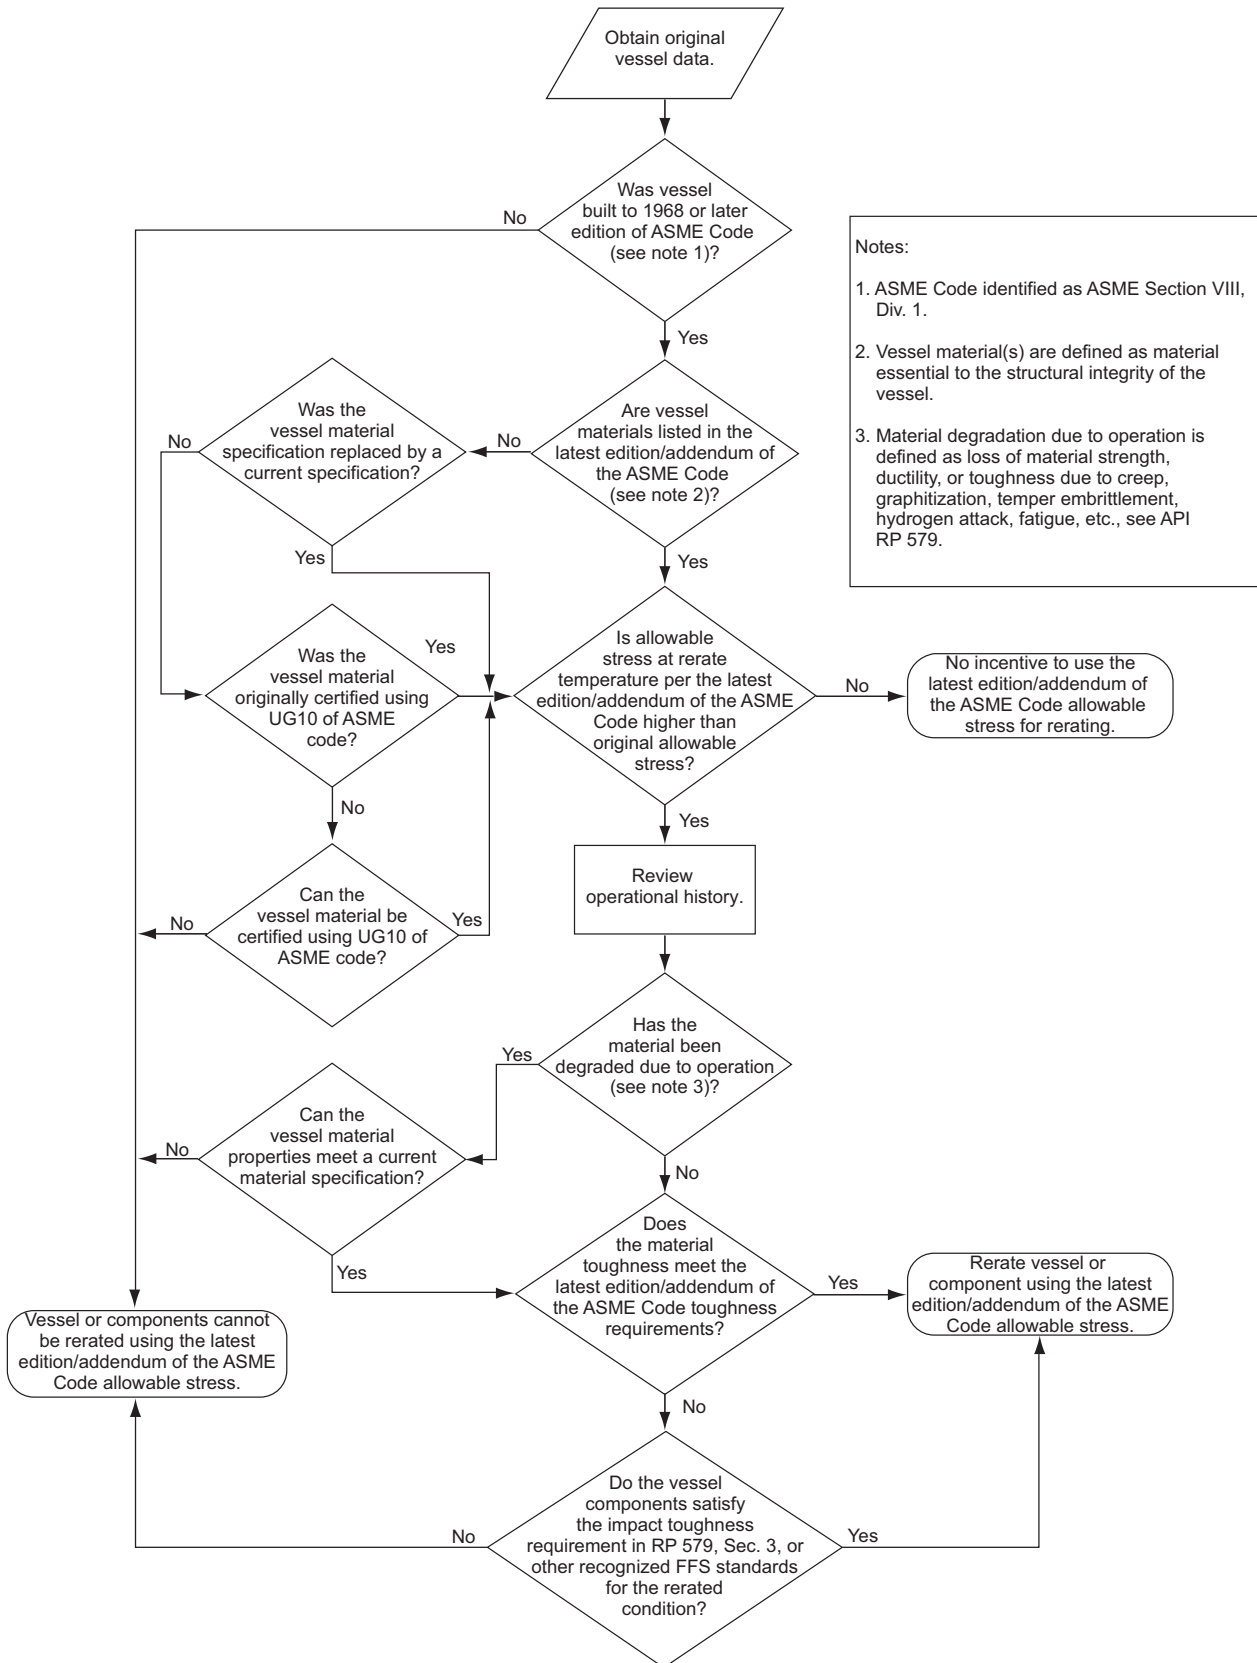 Obtain original
vessel data.
Was vessel
built to 1968 or later
edition of ASME Code
(see note 1)?
No
Yes
Notes:
1. ASME Code identified as ASME Section VIII,
Div. 1.
2. Vessel material(s) are defined as material
essential to the structural integrity of the
vessel.
3. Material degradation due to operation is
defined as loss of material strength,
ductility, or toughness due to creep,
graphitization, temper embrittlement,
hydrogen attack, fatigue, etc., see API
RP 579.
Are vessel
materials listed in the
latest edition/addendum of
the ASME Code
(see note 2)?
No
Yes
Was the
vessel material
specification replaced by a
current specification?
No
Yes
Was the
vessel material
originally certified using
UG10 of ASME
code?
Yes
No
Is allowable
stress at rerate
temperature per the latest
edition/addendum of the ASME
Code higher than
original allowable
stress?
No
Yes
No incentive to use the
latest edition/addendum of
the ASME Code allowable
stress for rerating.
Can the
vessel material be
certified using UG10 of
ASME code?
No
Yes
Review
operational history.
Has the
material been
degraded due to operation
(see note 3)?
Yes
No
Can the
vessel material
properties meet a current
material specification?
No
Yes
Does
the material
toughness meet the
latest edition/addendum of
the ASME Code toughness
requirements?
Yes
No
Rerate vessel or
component using the latest
edition/addendum of the ASME
Code allowable stress.
Vessel or components cannot
be rerated using the latest
edition/addendum of the ASME
Code allowable stress.
Do the vessel
components satisfy
the impact toughness
requirement in RP 579, Sec. 3, or
other recognized FFS standards
for the rerated
condition?
No
Yes